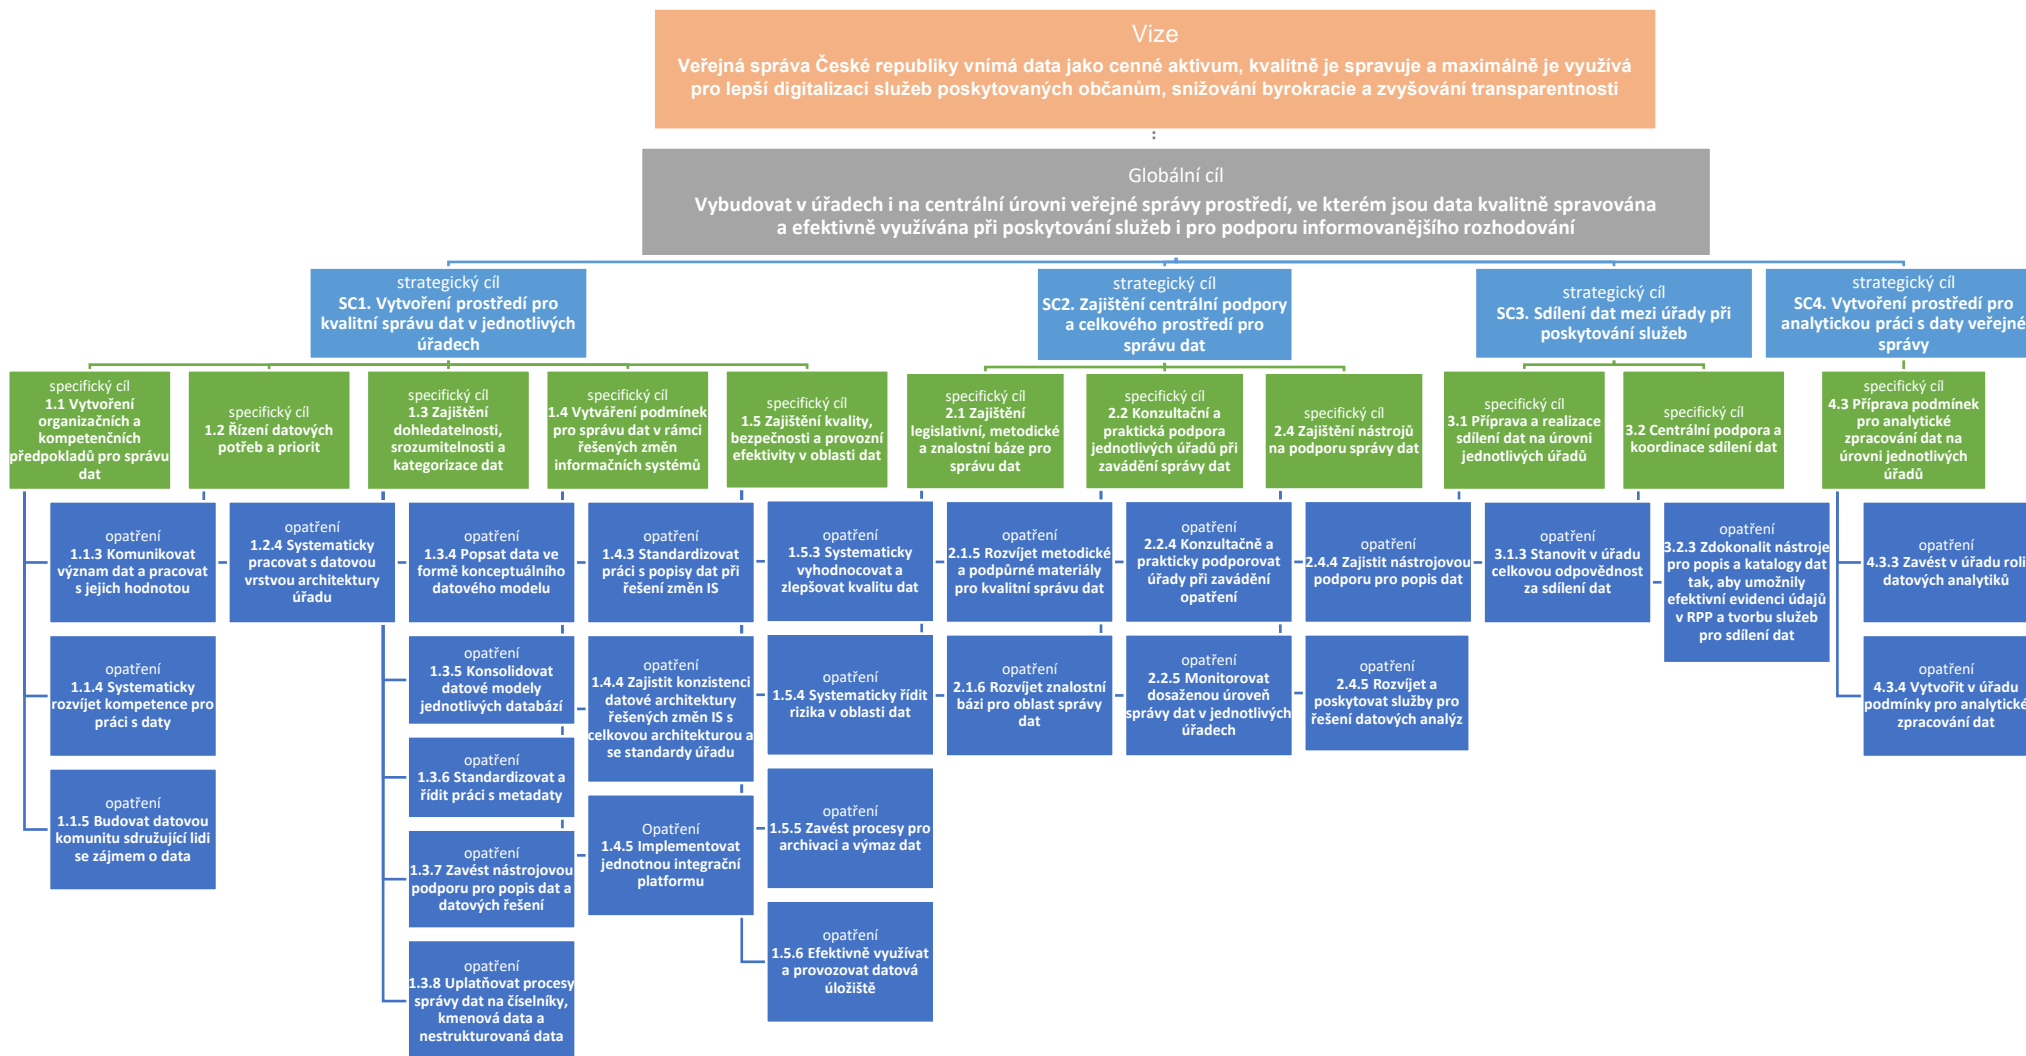 Vize
Veřejná správa České republiky vnímá data jako cenné aktivum, kvalitně je spravuje a maximálně je využívá
pro lepší digitalizaci služeb poskytovaných občanům, snižování byrokracie a zvyšování transparentnosti
Globální cíl
Vybudovat v úřadech i na centrální úrovni veřejné správy prostředí, ve kterém jsou data kvalitně spravována
a efektivně využívána při poskytování služeb i pro podporu informovanějšího rozhodování
strategický cíl
SC1. Vytvoření prostředí pro
kvalitní správu dat v jednotlivých
úřadech
strategický cíl
SC2. Zajištění centrální podpory
a celkového prostředí pro
správu dat
strategický cíl
SC3. Sdílení dat mezi úřady při
poskytování služeb
strategický cíl
SC4. Vytvoření prostředí pro
analytickou práci s daty veřejné
správy
specifický cíl
1.1 Vytvoření
organizačních a
kompetenčních
předpokladů pro správu
dat
specifický cíl
1.2 Řízení datových
potřeb a priorit
specifický cíl
1.3 Zajištění
dohledatelnosti,
srozumitelnosti a
kategorizace dat
specifický cíl
1.4 Vytváření podmínek
pro správu dat v rámci
řešených změn
informačních systémů
specifický cíl
1.5 Zajištění kvality,
bezpečnosti a provozní
efektivity v oblasti dat
specifický cíl
2.1 Zajištění
legislativní, metodické
a znalostní báze pro
správu dat
specifický cíl
2.2 Konzultační a
praktická podpora
jednotlivých úřadů při
zavádění správy dat
specifický cíl
2.4 Zajištění nástrojů
na podporu správy dat
specifický cíl
3.1 Příprava a realizace
sdílení dat na úrovni
jednotlivých úřadů
specifický cíl
3.2 Centrální podpora a
koordinace sdílení dat
specifický cíl
4.3 Příprava podmínek
pro analytické
zpracování dat na
úrovni jednotlivých
úřadů
opatření
1.1.3 Komunikovat
význam dat a pracovat
s jejich hodnotou
opatření
1.1.4 Systematicky
rozvíjet kompetence pro
práci s daty
opatření
1.1.5 Budovat datovou
komunitu sdružující lidi
se zájmem o data
opatření
1.2.4 Systematicky
pracovat s datovou
vrstvou architektury
úřadu
opatření
1.3.4 Popsat data ve
formě konceptuálního
datového modelu
opatření
1.3.5 Konsolidovat
datové modely
jednotlivých databází
opatření
1.3.6 Standardizovat a
řídit práci s metadaty
opatření
1.3.7 Zavést nástrojovou
podporu pro popis dat a
datových řešení
opatření
1.3.8 Uplatňovat procesy
správy dat na číselníky,
kmenová data a
nestrukturovaná data
opatření
1.4.3 Standardizovat
práci s popisy dat při
řešení změn IS
opatření
1.4.4 Zajistit konzistenci
datové architektury
řešených změn IS s
celkovou architekturou a
se standardy úřadu
Opatření
1.4.5 Implementovat
jednotnou integrační
platformu
opatření
1.5.3 Systematicky
vyhodnocovat a
zlepšovat kvalitu dat
opatření
1.5.4 Systematicky řídit
rizika v oblasti dat
opatření
1.5.5 Zavést procesy pro
archivaci a výmaz dat
opatření
1.5.6 Efektivně využívat
a provozovat datová
úložiště
opatření
2.1.5 Rozvíjet metodické
a podpůrné materiály
pro kvalitní správu dat
opatření
2.1.6 Rozvíjet znalostní
bázi pro oblast správy
dat
opatření
2.2.4 Konzultačně a
prakticky podporovat
úřady při zavádění
opatření
opatření
2.2.5 Monitorovat
dosaženou úroveň
správy dat v jednotlivých
úřadech
opatření
2.4.4 Zajistit nástrojovou
podporu pro popis dat
opatření
2.4.5 Rozvíjet a
poskytovat služby pro
řešení datových analýz
opatření
3.1.3 Stanovit v úřadu
celkovou odpovědnost
za sdílení dat
opatření
3.2.3 Zdokonalit nástroje
pro popis a katalogy dat
tak, aby umožnily
efektivní evidenci údajů
v RPP a tvorbu služeb
pro sdílení dat
opatření
4.3.3 Zavést v úřadu roli
datových analytiků
opatření
4.3.4 Vytvořit v úřadu
podmínky pro analytické
zpracování dat